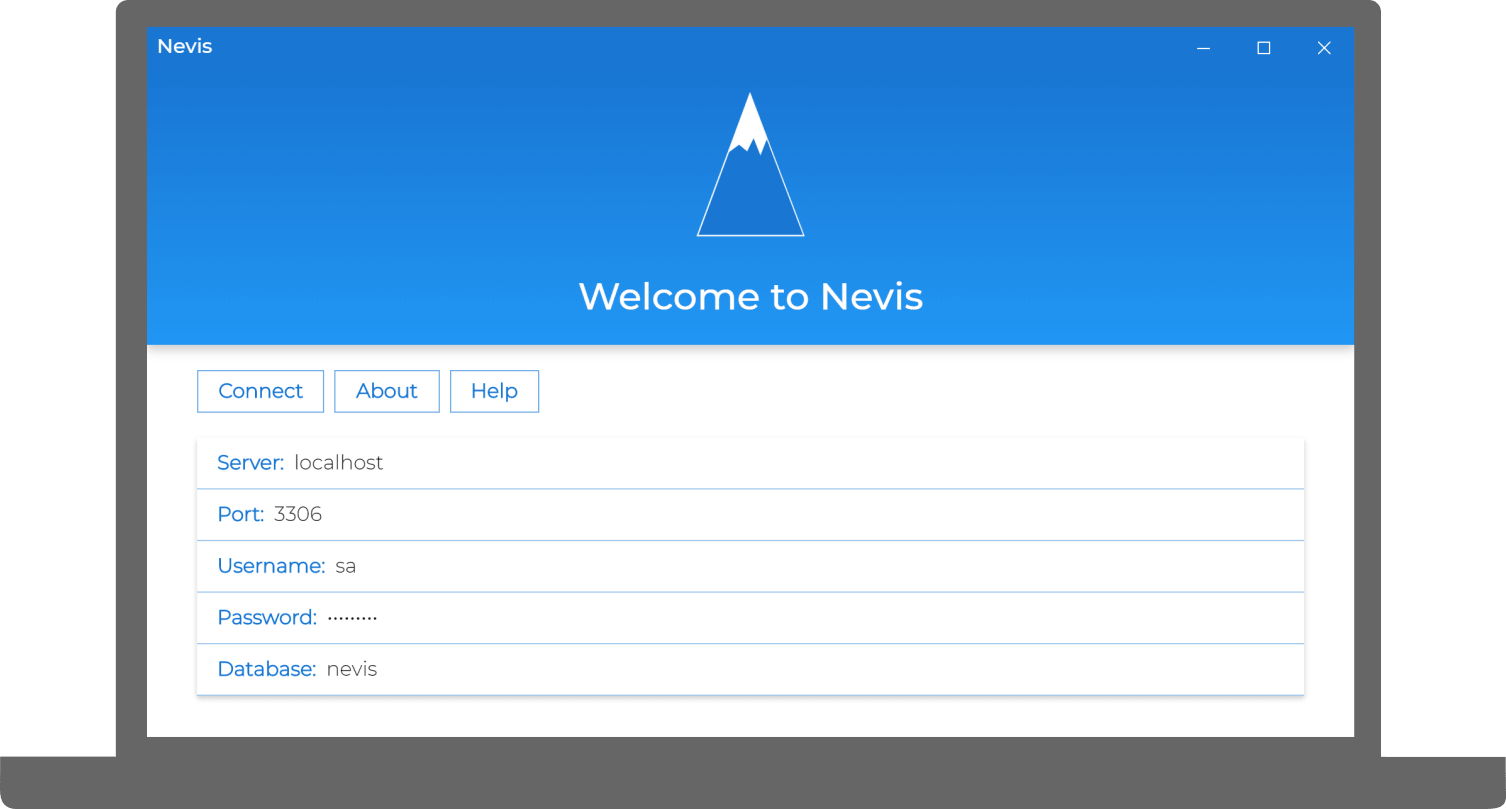 Nevis
Welcome to Nevis
Connect About Help
Server: localhost
Port: 3306
Username: sa
Password: •••••••••
Database: nevis